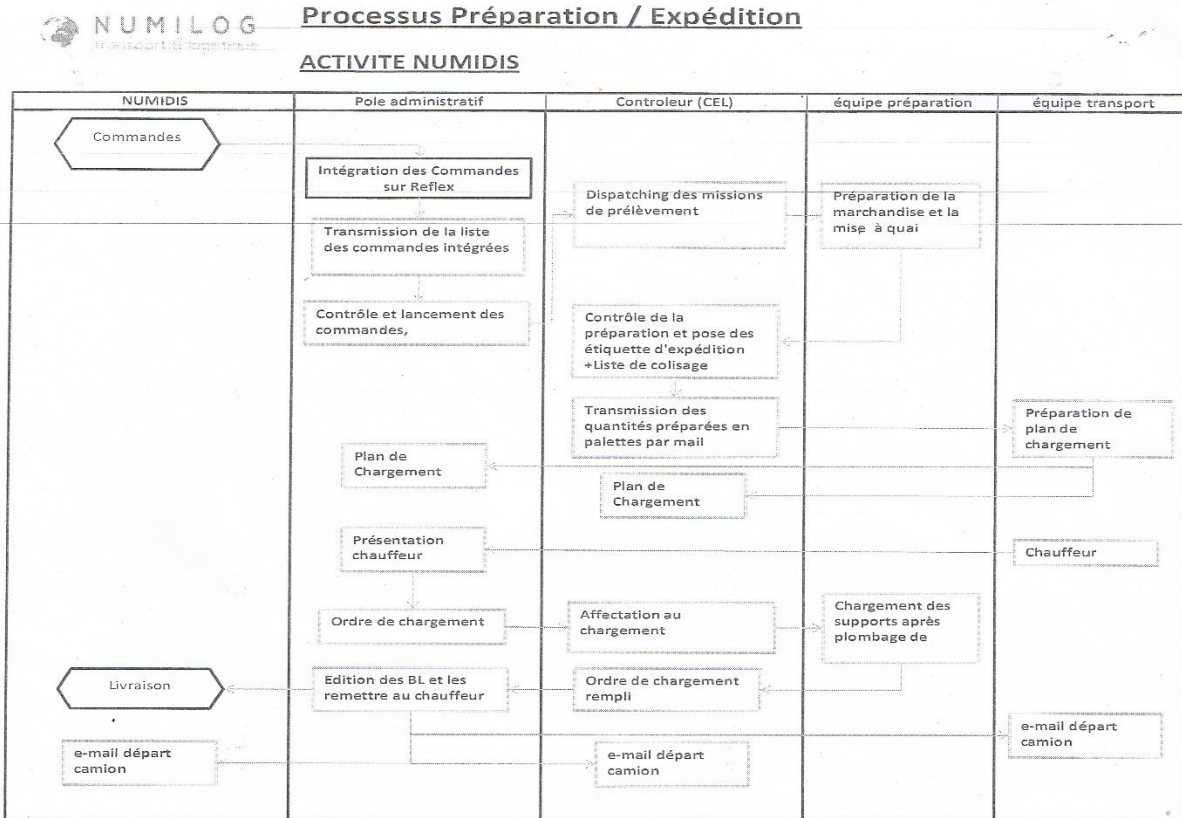 NUMILOG
Processus Préparation / Expédition
ACTIVITE NUMIDIS
NUMIDIS
Pole administratif
Controleur (CEL)
équipe préparation
équipe transport
Commandes
Intégration des Commandes
sur Reflex
Transmission de la liste
des commandes intégrées
Contrôle et lancement des
commandes,
Dispatching des missions
de prélèvement
Préparation de la
marchandise et la
mise à quai
Contrôle de la
préparation et pose des
étiquette d'expédition
+Liste de colisage
Transmission des
quantités préparées en
palettes par mail
Préparation de
plan de
chargement
Plan de
Chargement
Plan de
Chargement
Présentation
chauffeur
Chauffeur
Ordre de chargement
Affectation au
chargement
Chargement des
supports après
plombage de
Livraison
Edition des BL et les
remettre au chauffeur
Ordre de chargement
rempli
e-mail départ
camion
e-mail départ
camion
e-mail départ
camion